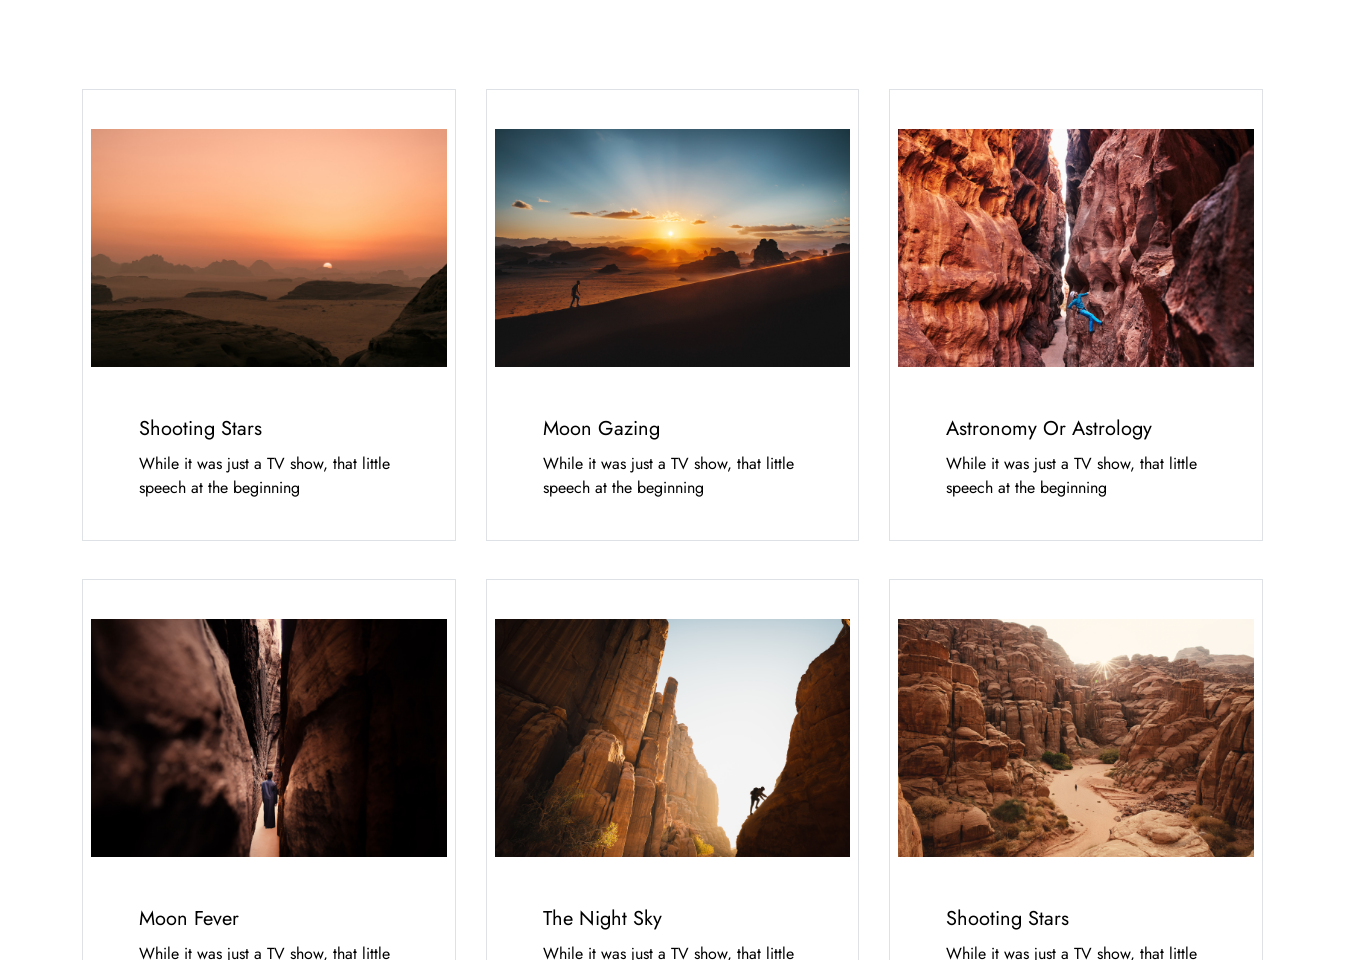 Shooting Stars
While it was just a TV show, that little
speech at the beginning
Moon Gazing
While it was just a TV show, that little
speech at the beginning
Astronomy Or Astrology
While it was just a TV show, that little
speech at the beginning
Moon Fever
While it was just a TV show, that little
The Night Sky
While it was just a TV show, that little
Shooting Stars
While it was just a TV show, that little